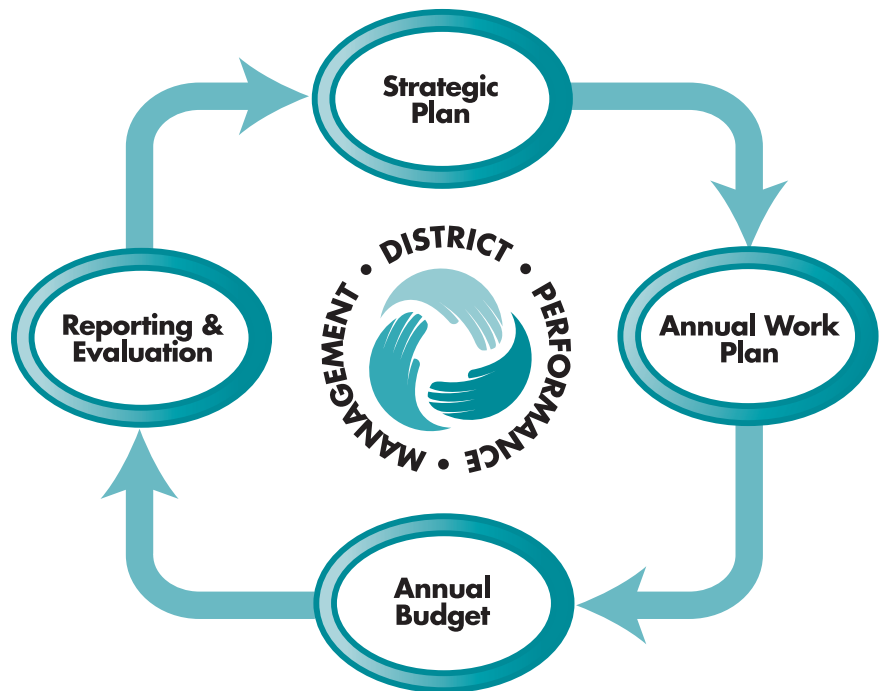 Strategic
Plan
• DISTRICT • PERFORMANCE • MANAGEMENT
Reporting &
Evaluation
Annual Work
Plan
Annual
Budget